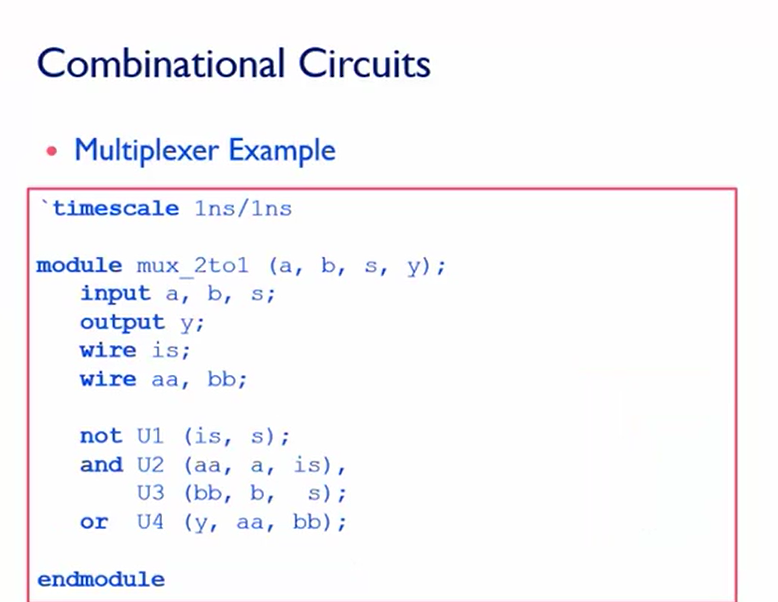 Combinational Circuits
• Multiplexer Example
`timescale 1ns/1ns
module mux_2to1 (a, b, s, y);
input a, b, s;
output y;
wire is;
wire aa, bb;
not U1 (is, s);
and U2 (aa, a, is),
U3 (bb, b, s);
or U4 (y, aa, bb);
endmodule